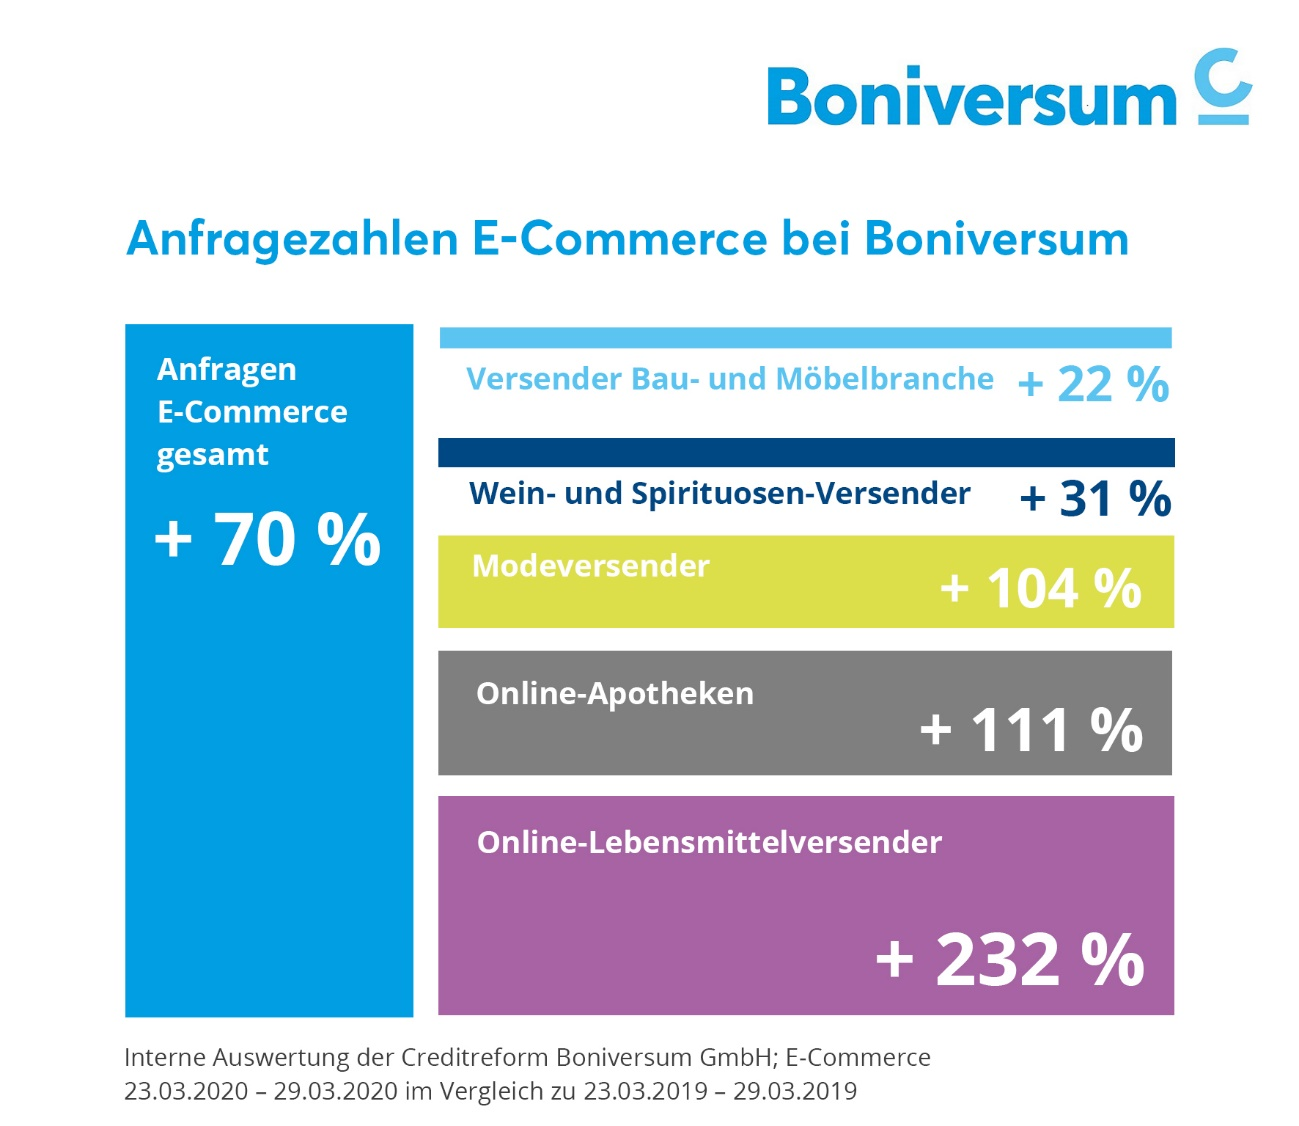 Boniversum
Anfragezahlen E-Commerce bei Boniversum
Anfragen
E-Commerce
gesamt
+ 70 %
Versender Bau- und Möbelbranche + 22 %
Wein- und Spirituosen-Versender + 31 %
Modeversender
+ 104 %
Online-Apotheken
+ 111 %
Online-Lebensmittelversender
+ 232 %
Interne Auswertung der Creditreform Boniversum GmbH; E-Commerce
23.03.2020 – 29.03.2020 im Vergleich zu 23.03.2019 – 29.03.2019